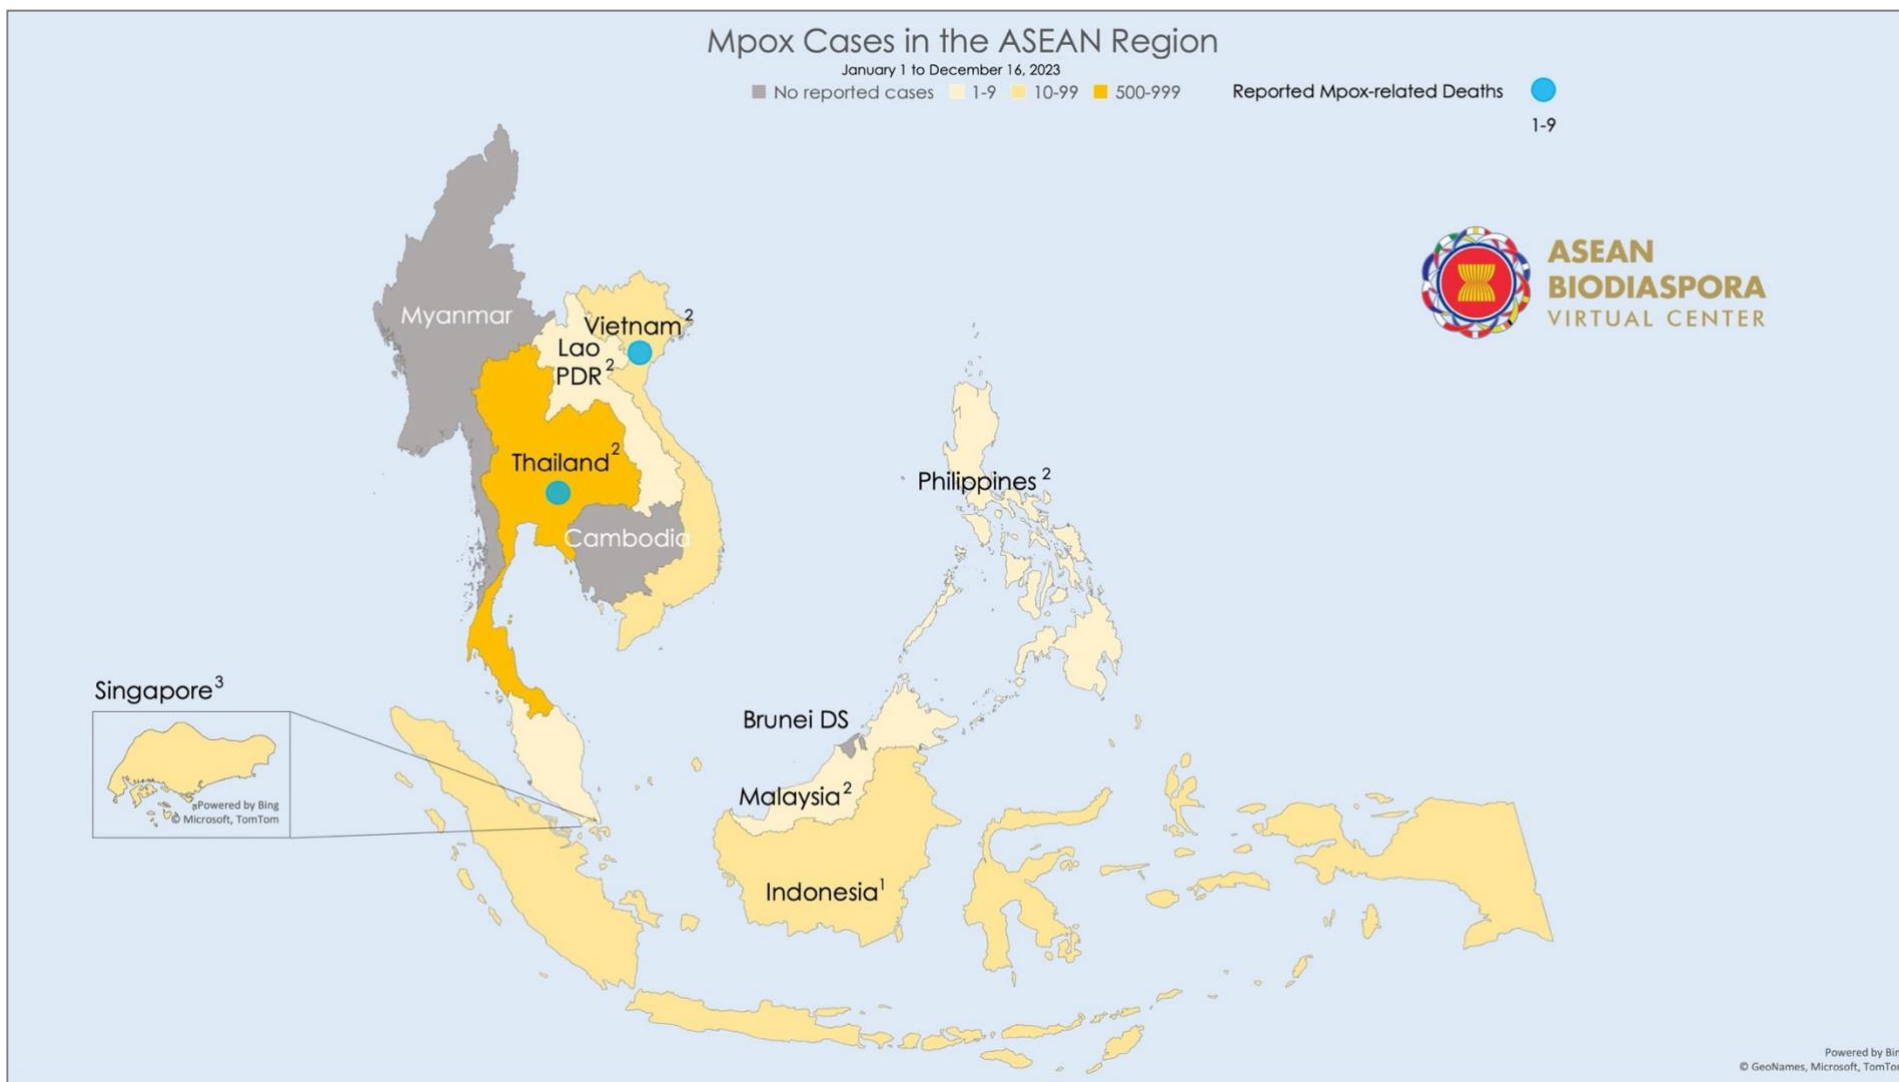 Mpox Cases in the ASEAN Region
January 1 to December 16, 2023
No reported cases 1-9 10-99 500-999
Reported Mpox-related Deaths
1-9
ASEAN
BIODIASPORA
VIRTUAL CENTER
Myanmar
Vietnam²
Lao
PDR²
Thailand²
Philippines²
Cambodia
Singapore³
Powered by Bing
© Microsoft, TomTom
Brunei DS
Malaysia²
Indonesia¹
Powered by Bin
© GeoNames, Microsoft, TomTo